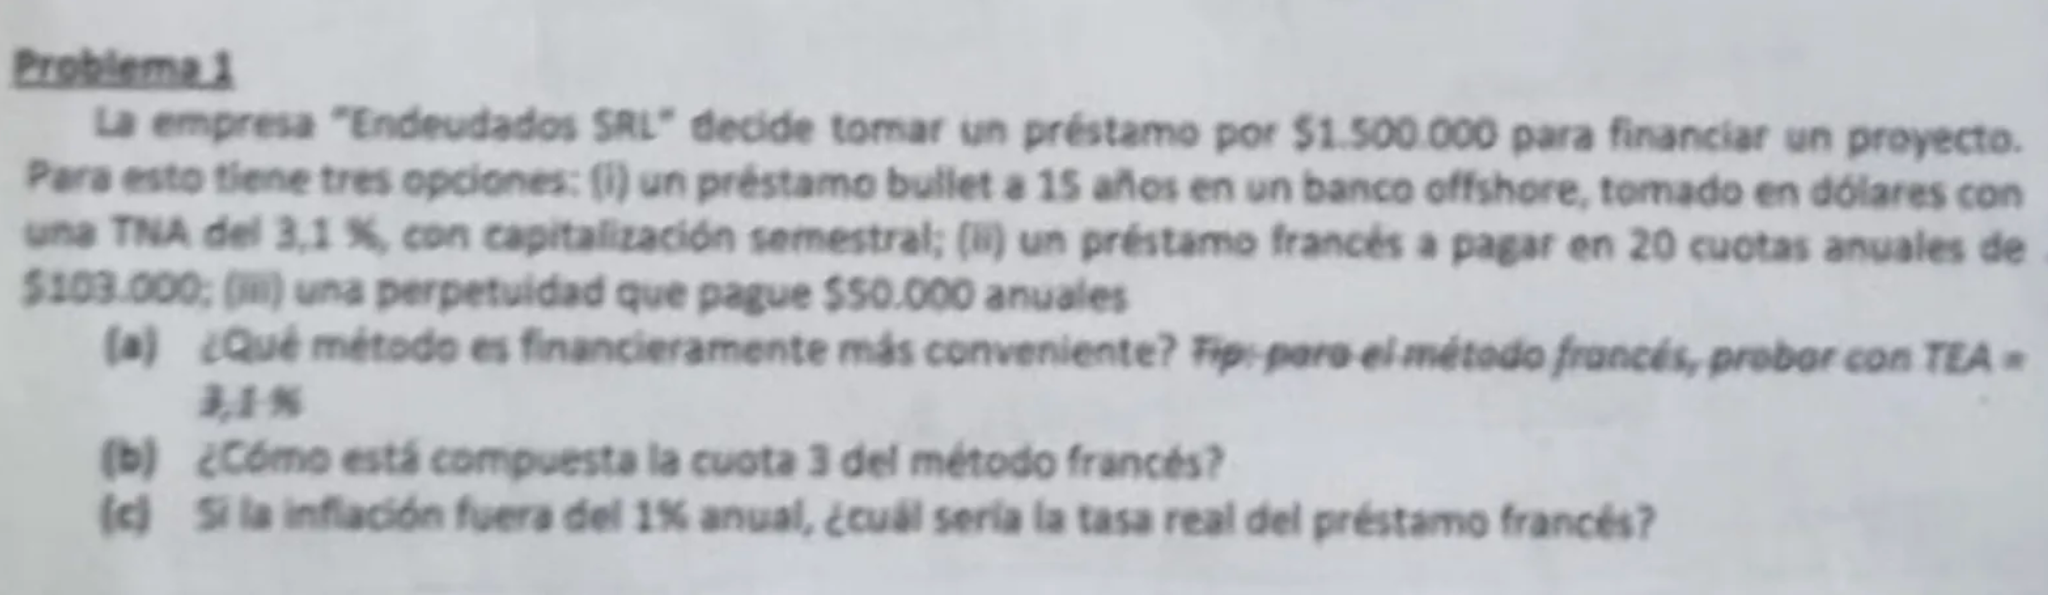 Problema 1
La empresa "Endeudados SRL" decide tomar un préstamo por $1.500.000 para financiar un proyecto.
Para esto tiene tres opciones: (i) un préstamo bullet a 15 años en un banco offshore, tomado en dólares con
una TNA del 3,1 %, con capitalización semestral; (ii) un préstamo francés a pagar en 20 cuotas anuales de
$103.000; (iii) una perpetuidad que pague $50.000 anuales
(a) ¿Qué método es financieramente más conveniente? Tip: para el método francés, probar con TEA =
3,1 %
(b) ¿Cómo está compuesta la cuota 3 del método francés?
(c) Si la inflación fuera del 1% anual, ¿cuál sería la tasa real del préstamo francés?